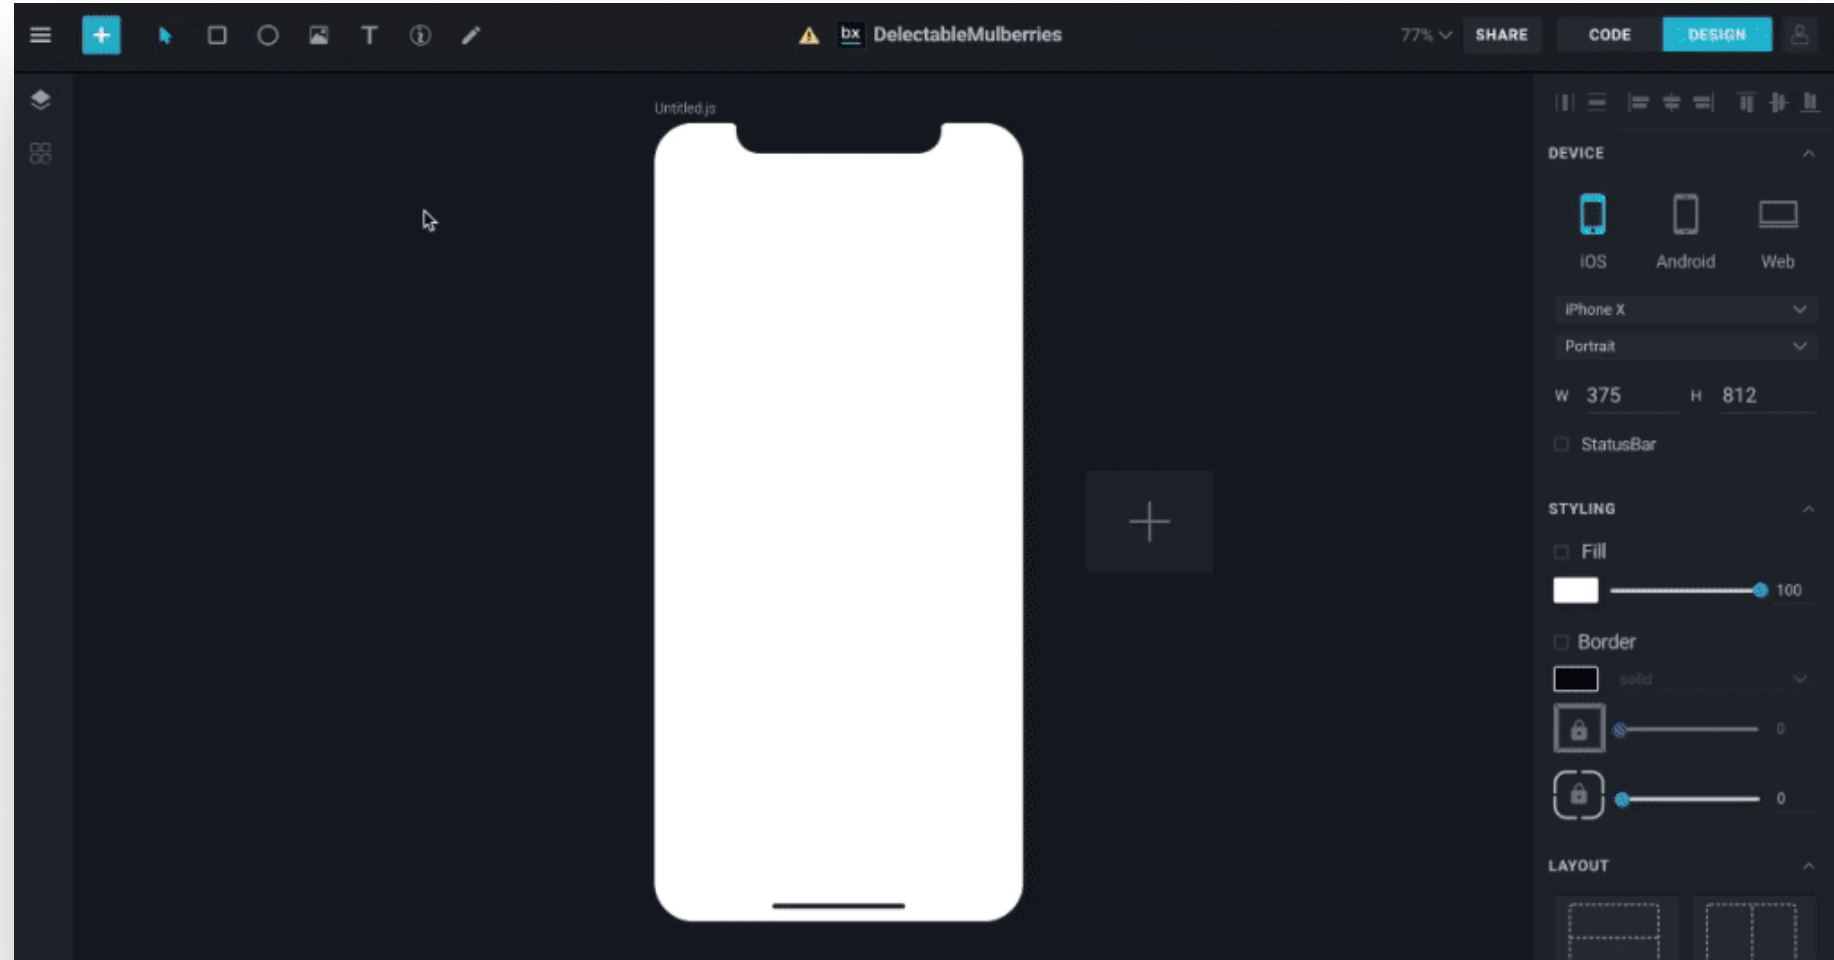 bx DelectableMulberries 77% SHARE CODE DESIGN
Untitled.js
DEVICE
iOS Android Web
iPhone X
Portrait
W 375 H 812
StatusBar
STYLING
Fill
100
Border
solid
0
0
LAYOUT